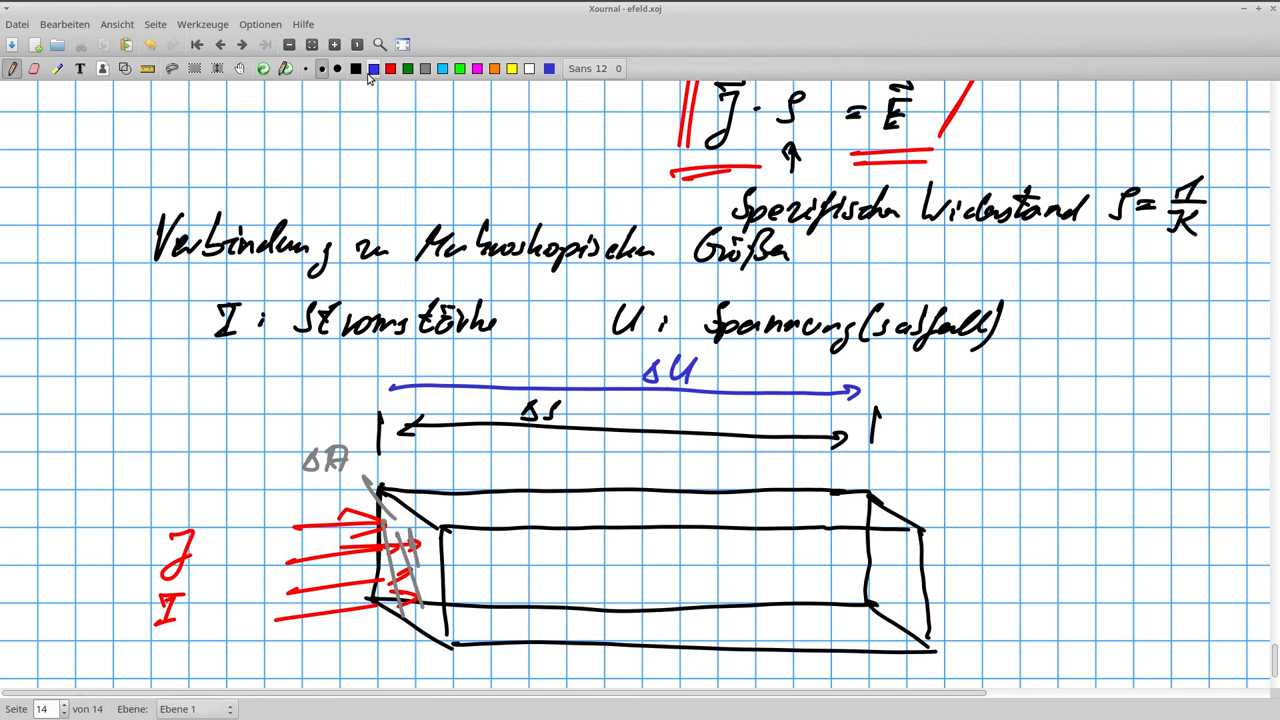 Xournal - efeld.xoj
Datei Bearbeiten Ansicht Seite Werkzeuge Optionen Hilfe
Sans 12 0
J · ρ = E
Spezifischer Widerstand ρ = 1/κ
Verbindung zu Makroskopischen Größen
I : Stromstärke U : Spannung(sabfall)
ΔU
Δs
ΔA
J
I
Seite 14 von 14 Ebene: Ebene 1